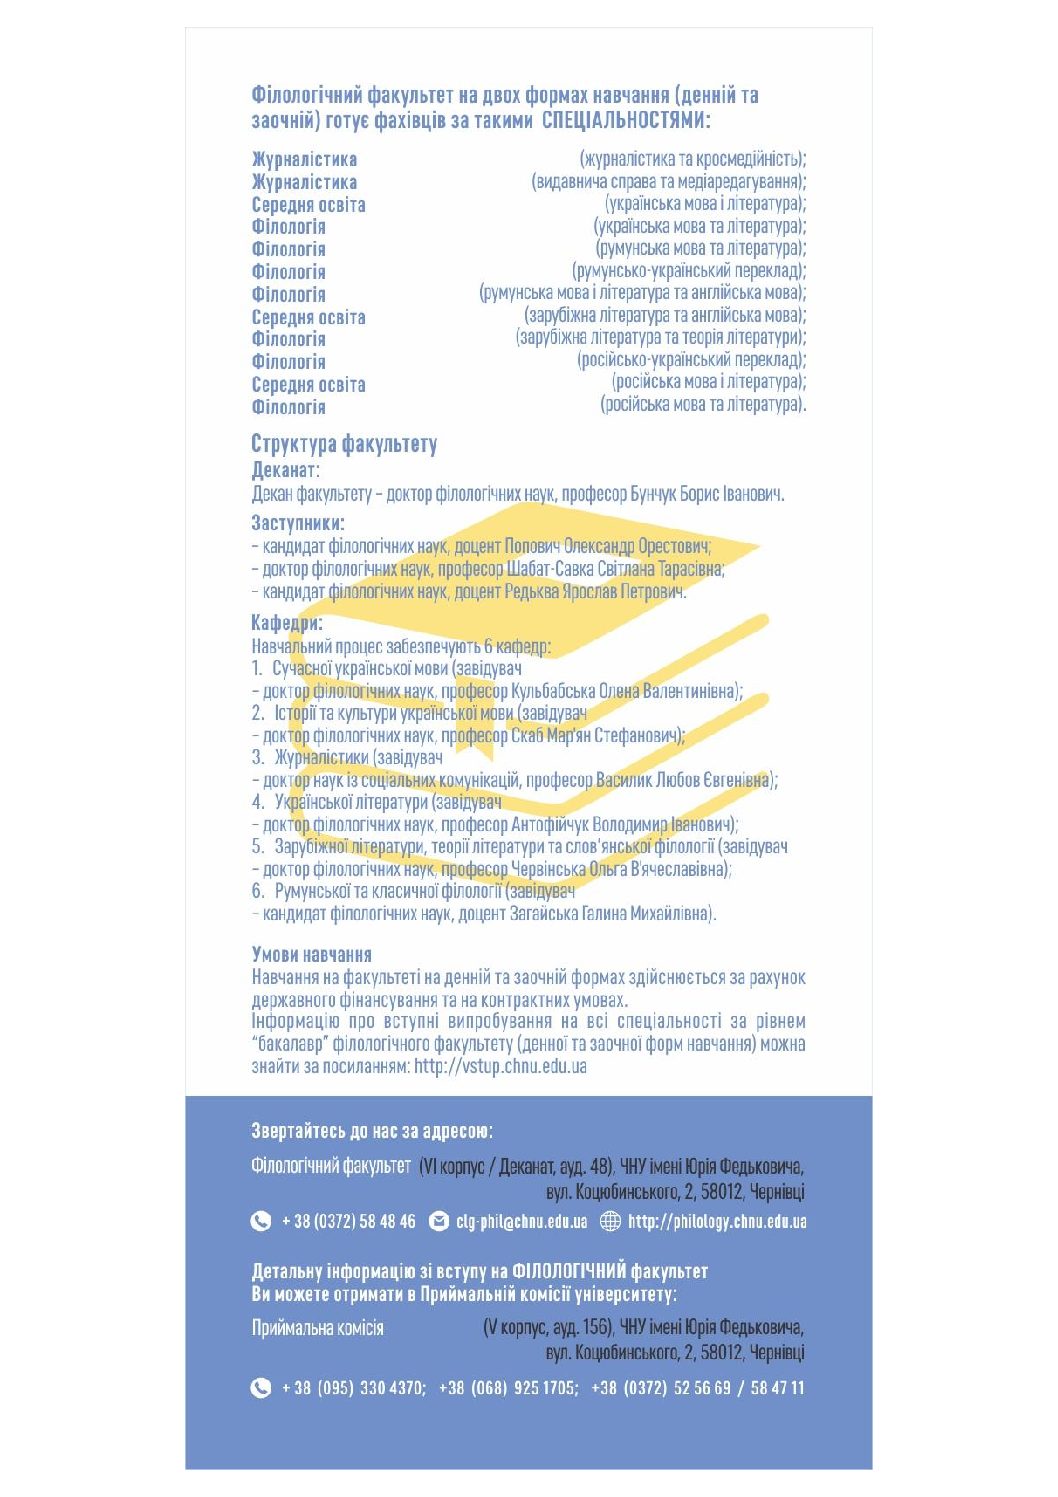 Філологічний факультет на двох формах навчання (денній та
заочній) готує фахівців за такими СПЕЦІАЛЬНОСТЯМИ:
Журналістика (журналістика та кросмедійність);
Журналістика (видавнича справа та медіаредагування);
Середня освіта (українська мова і література);
Філологія (українська мова та література);
Філологія (румунська мова та література);
Філологія (румунсько-український переклад);
Філологія (румунська мова і література та англійська мова);
Середня освіта (зарубіжна література та англійська мова);
Філологія (зарубіжна література та теорія літератури);
Філологія (російсько-український переклад);
Середня освіта (російська мова і література);
Філологія (російська мова та література).
Структура факультету
Деканат:
Декан факультету – доктор філологічних наук, професор Бунчук Борис Іванович.
Заступники:
– кандидат філологічних наук, доцент Попович Олександр Орестович;
– доктор філологічних наук, професор Шабат-Савка Світлана Тарасівна;
– кандидат філологічних наук, доцент Редьква Ярослав Петрович.
Кафедри:
Навчальний процес забезпечують 6 кафедр:
1. Сучасної української мови (завідувач
– доктор філологічних наук, професор Кульбабська Олена Валентинівна);
2. Історії та культури української мови (завідувач
– доктор філологічних наук, професор Скаб Мар'ян Стефанович);
3. Журналістики (завідувач
– доктор наук із соціальних комунікацій, професор Василик Любов Євгенівна);
4. Української літератури (завідувач
– доктор філологічних наук, професор Антофійчук Володимир Іванович);
5. Зарубіжної літератури, теорії літератури та слов'янської філології (завідувач
– доктор філологічних наук, професор Червінська Ольга В'ячеславівна);
6. Румунської та класичної філології (завідувач
– кандидат філологічних наук, доцент Загайська Галина Михайлівна).
Умови навчання
Навчання на факультеті на денній та заочній формах здійснюється за рахунок
державного фінансування та на контрактних умовах.
Інформацію про вступні випробування на всі спеціальності за рівнем
“бакалавр” філологічного факультету (денної та заочної форм навчання) можна
знайти за посиланням: http://vstup.chnu.edu.ua
Звертайтесь до нас за адресою:
Філологічний факультет (VI корпус / Деканат, ауд. 48), ЧНУ імені Юрія Федьковича,
вул. Коцюбинського, 2, 58012, Чернівці
+ 38 (0372) 58 48 46 clg-phil@chnu.edu.ua http://philology.chnu.edu.ua
Детальну інформацію зі вступу на ФІЛОЛОГІЧНИЙ факультет
Ви можете отримати в Приймальній комісії університету:
Приймальна комісія (V корпус, ауд. 156), ЧНУ імені Юрія Федьковича,
вул. Коцюбинського, 2, 58012, Чернівці
+ 38 (095) 330 4370; +38 (068) 925 1705; +38 (0372) 52 56 69 / 58 47 11